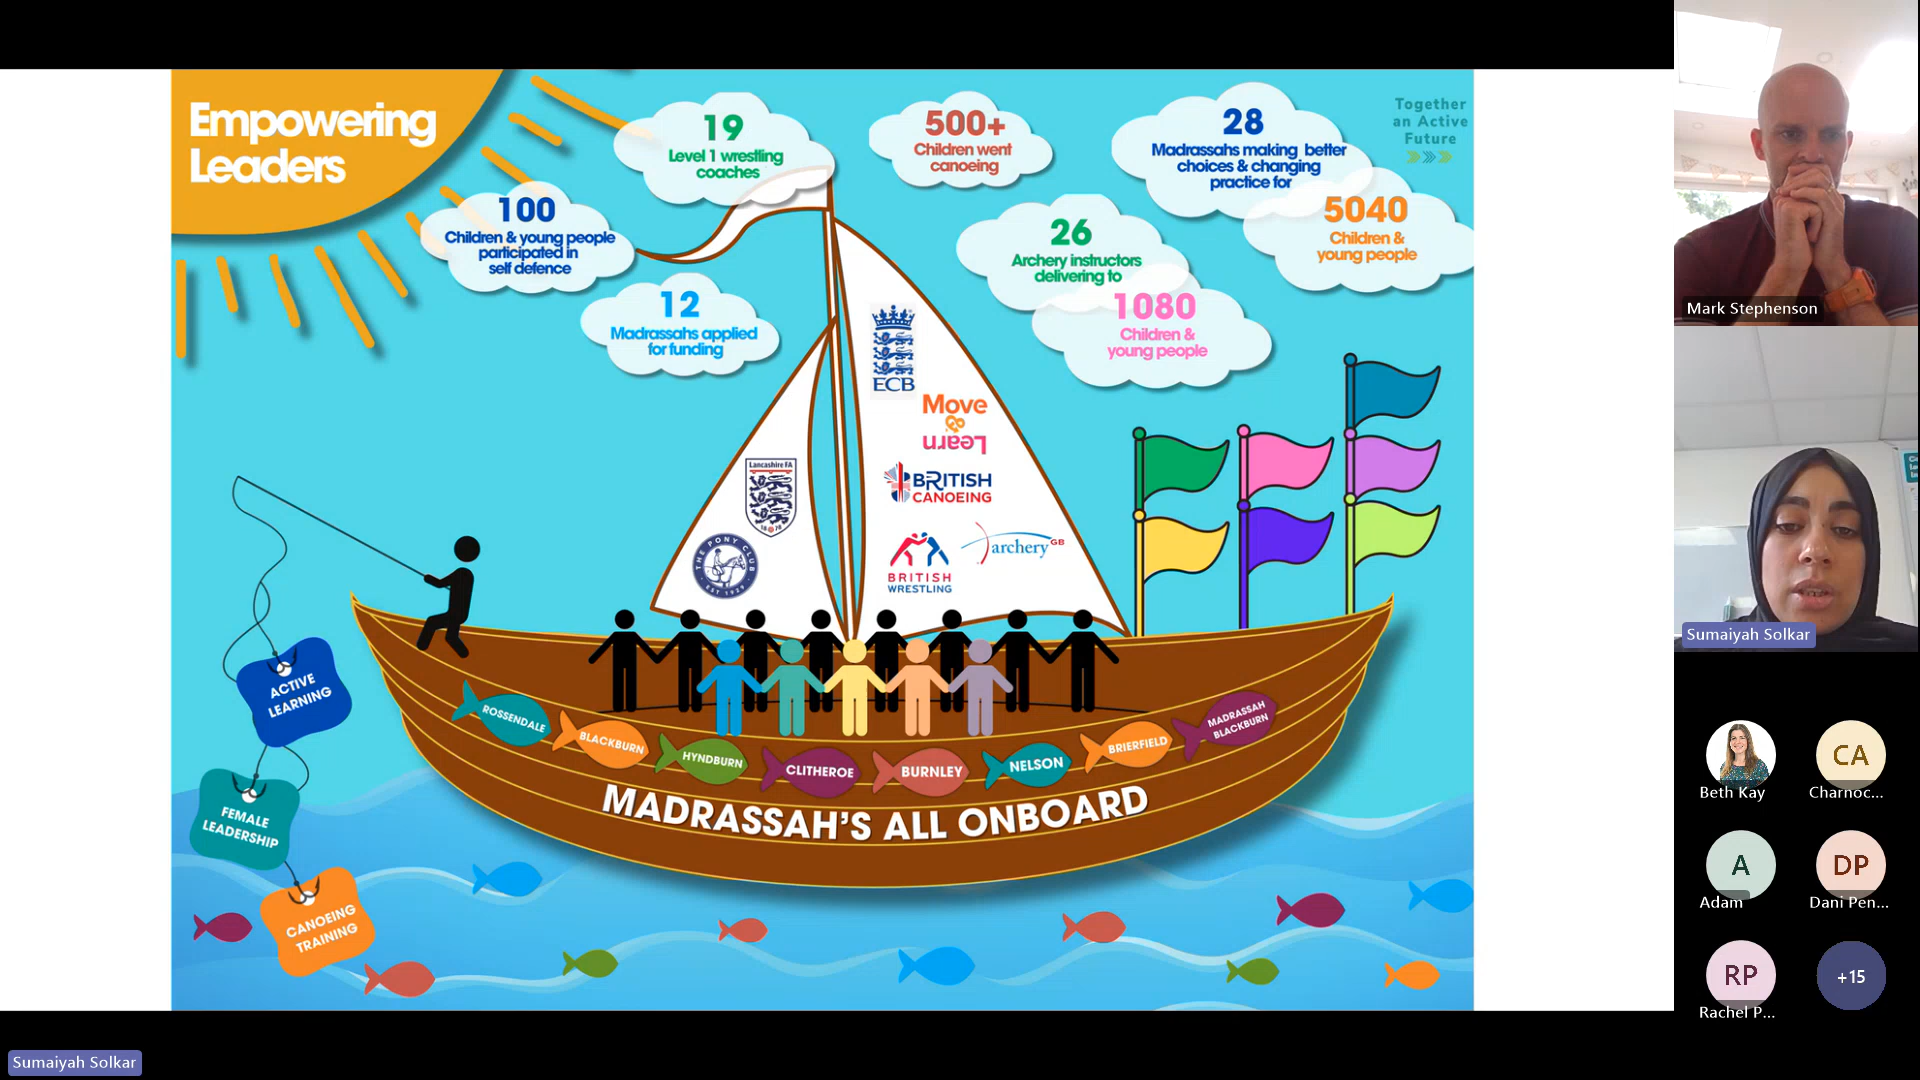 Empowering
Leaders
19
Level 1 wrestling
coaches
500+
Children went
canoeing
28
Madrassahs making better
choices & changing
practice for
5040
Children &
young people
Together
an Active
Future
100
Children & young people
participated in
self defence
26
Archery instructors
delivering to
1080
Children &
young people
12
Madrassahs applied
for funding
ECB
Move
&
Learn
Lancashire FA
1878
BRITISH
CANOEING
THE PONY CLUB
EST 1929
BRITISH
WRESTLING
archery GB
ACTIVE
LEARNING
FEMALE
LEADERSHIP
CANOEING
TRAINING
ROSSENDALE
BLACKBURN
HYNDBURN
CLITHEROE
BURNLEY
NELSON
BRIERFIELD
MADRASSAH
BLACKBURN
MADRASSAH'S ALL ONBOARD
Mark Stephenson
Sumaiyah Solkar
Beth Kay
CA
Charnoc...
A
Adam
DP
Dani Pen...
RP
Rachel P...
+15
Sumaiyah Solkar